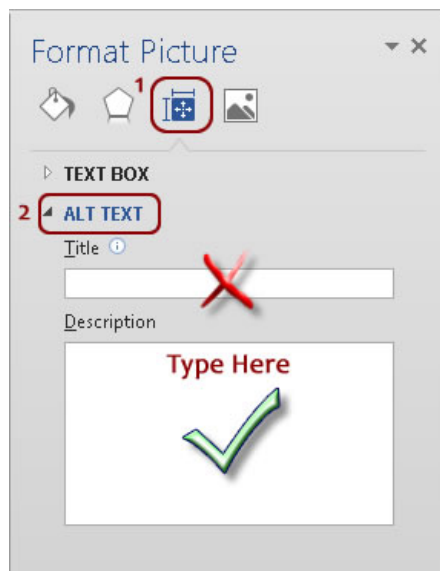 Format Picture
1
TEXT BOX
2 ALT TEXT
Title
Description
Type Here